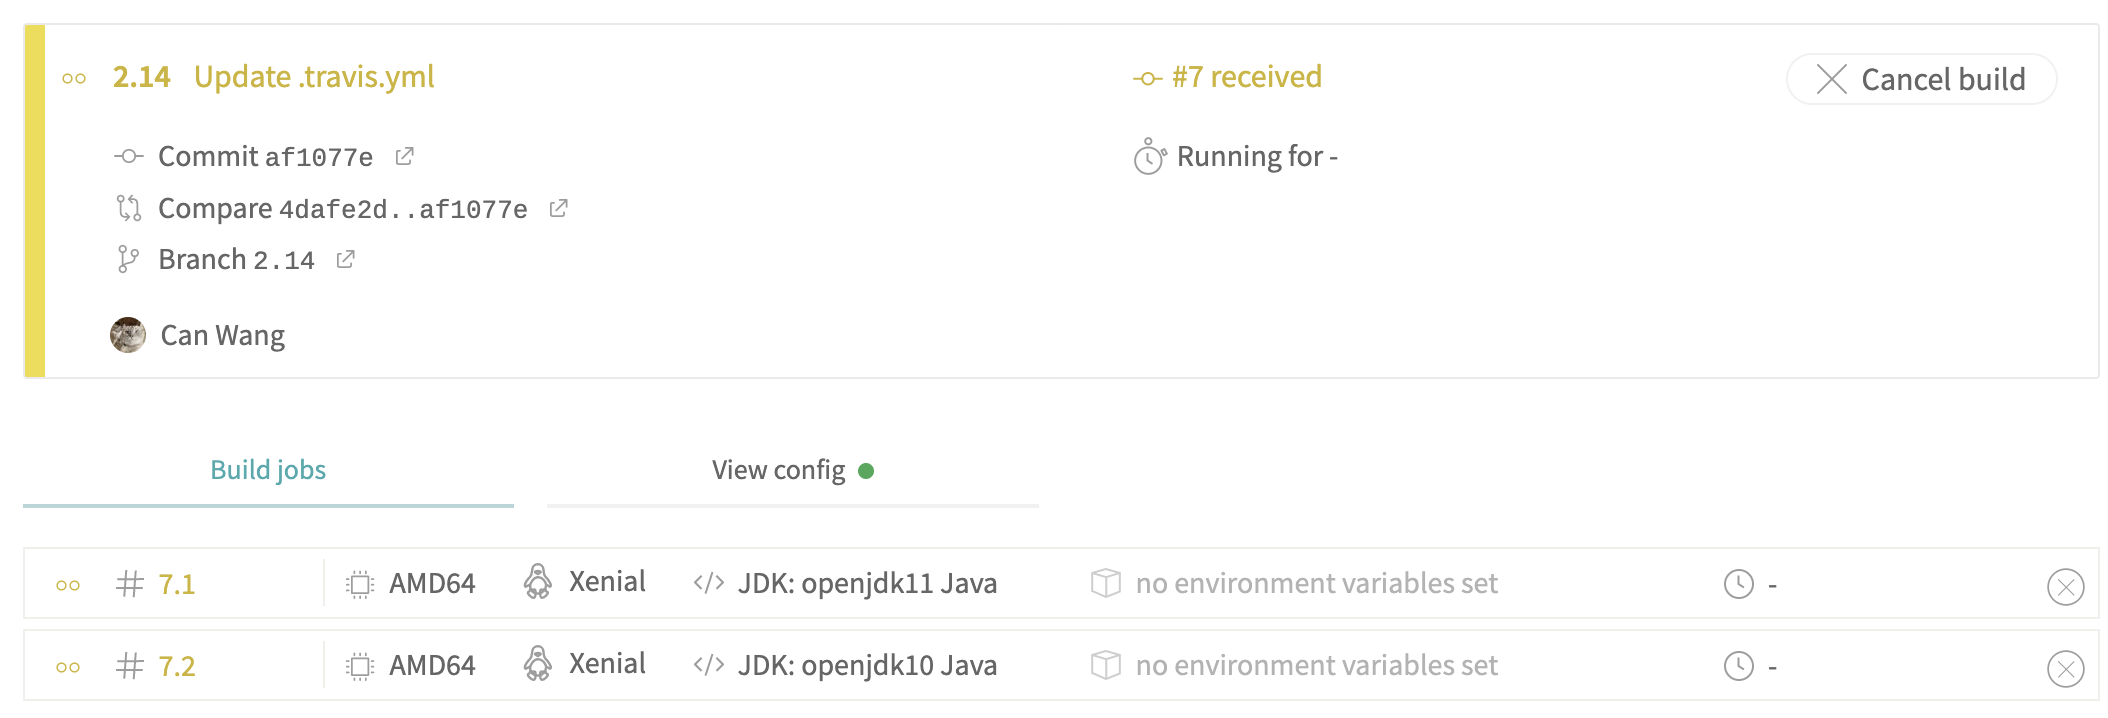 2.14 Update .travis.yml
#7 received
Cancel build
Commit af1077e
Running for -
Compare 4dafe2d..af1077e
Branch 2.14
Can Wang
Build jobs
View config
# 7.1 AMD64 Xenial </> JDK: openjdk11 Java no environment variables set -
# 7.2 AMD64 Xenial </> JDK: openjdk10 Java no environment variables set -